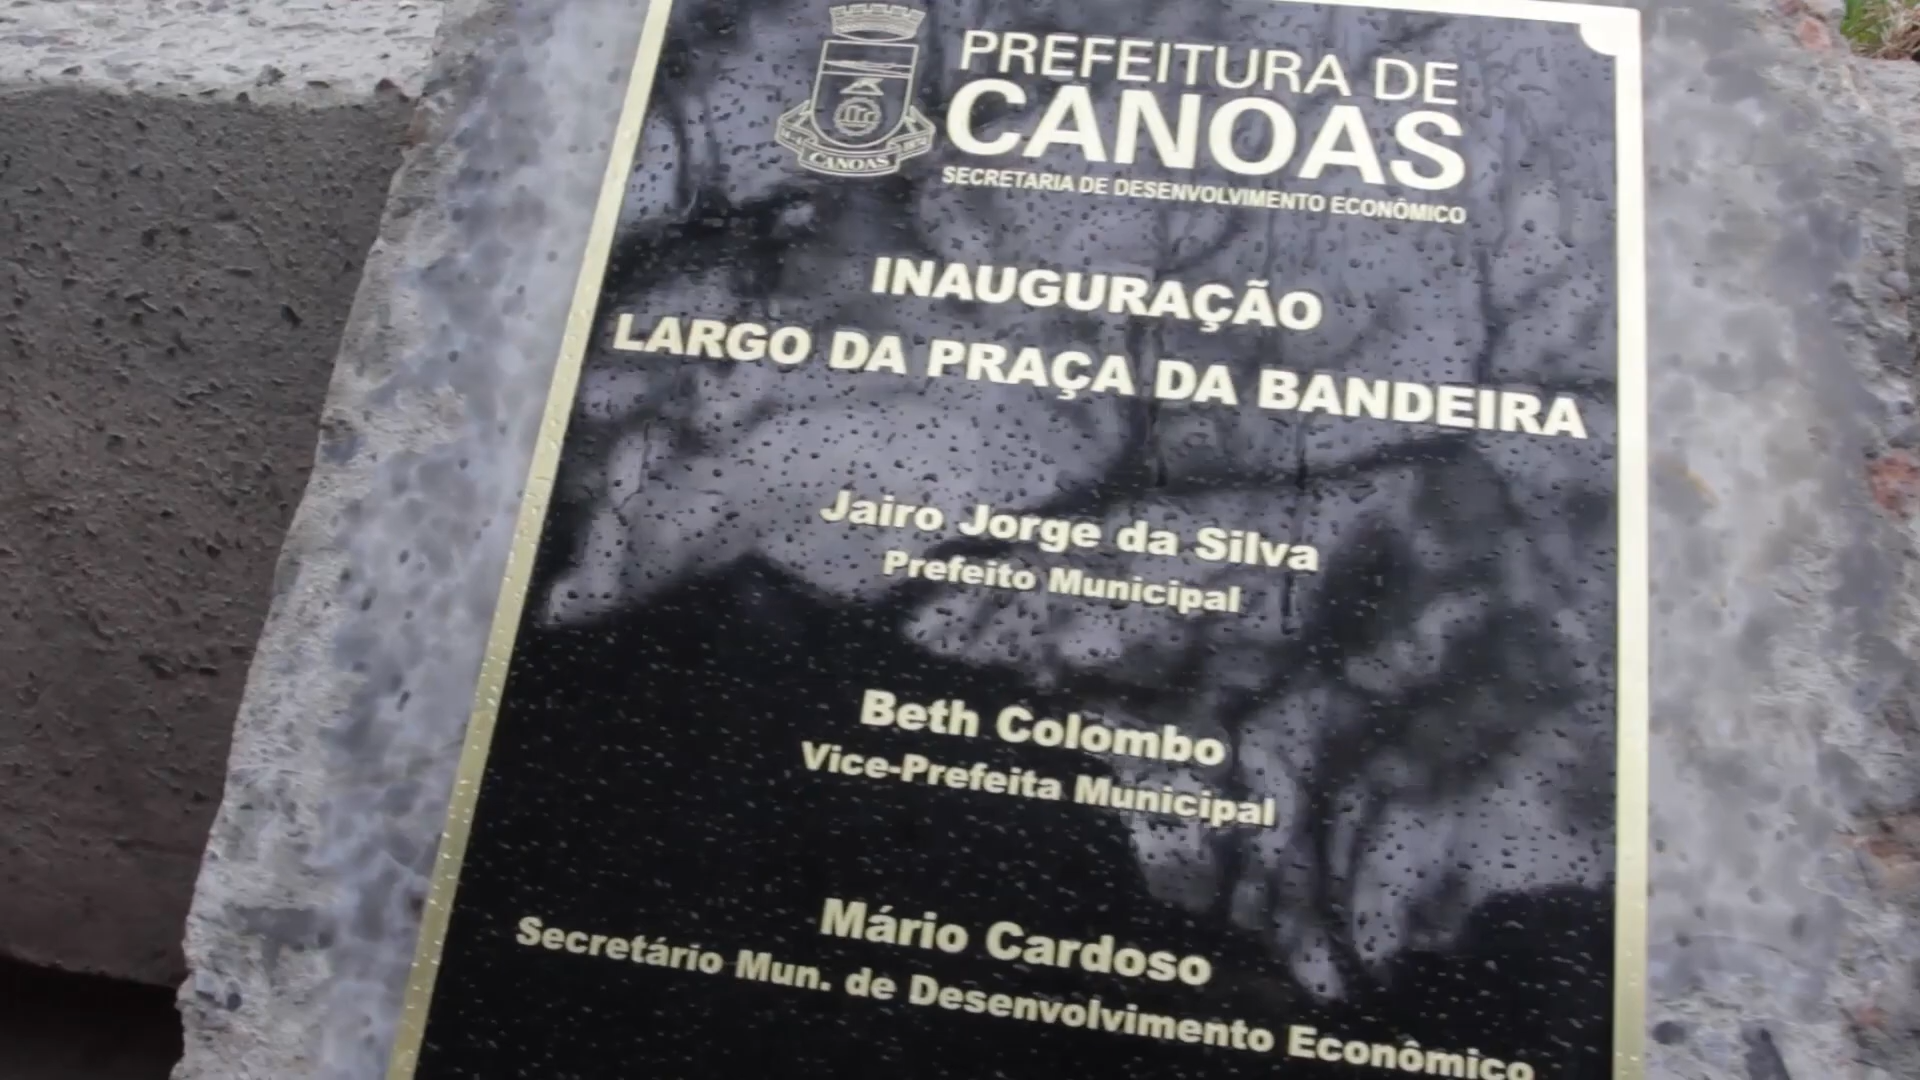 PREFEITURA DE
CANOAS
CANOAS
SECRETARIA DE DESENVOLVIMENTO ECONÔMICO
INAUGURAÇÃO
LARGO DA PRAÇA DA BANDEIRA
Jairo Jorge da Silva
Prefeito Municipal
Beth Colombo
Vice-Prefeita Municipal
Mário Cardoso
Secretário Mun. de Desenvolvimento Econômico